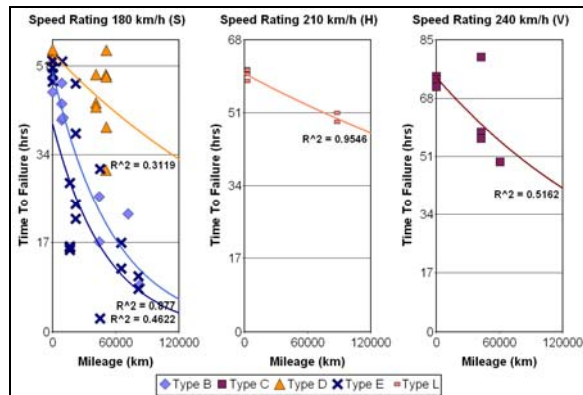 Speed Rating 180 km/h (S)
Time To Failure (hrs)
51
34
17
0
R^2 = 0.3119
R^2 = 0.877
R^2 = 0.4622
0 60000 120000
Mileage (km)
Speed Rating 210 km/h (H)
Time To Failure (hrs)
68
51
34
17
0
R^2 = 0.9546
0 60000 120000
Mileage (km)
Speed Rating 240 km/h (V)
Time To Failure (hrs)
85
68
51
34
17
0
R^2 = 0.5162
0 60000 120000
Mileage (km)
Type B Type C Type D Type E Type L